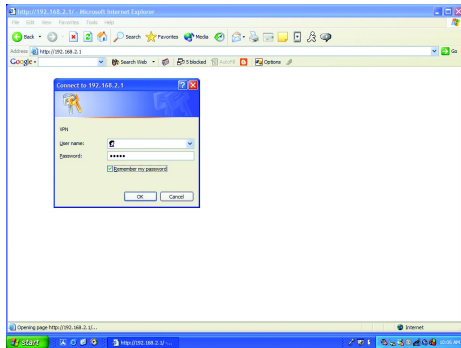 http://192.168.2.1/ - Microsoft Internet Explorer
File Edit View Favorites Tools Help
Back Search Favorites Media
Address http://192.168.2.1 Go
Google Search Web 5 blocked AutoFill Options
Connect to 192.168.2.1
VPN
User name:
Password: •••••
Remember my password
OK Cancel
Opening page http://192.168.2.1/... Internet
start http://192.168.2.1/ -...